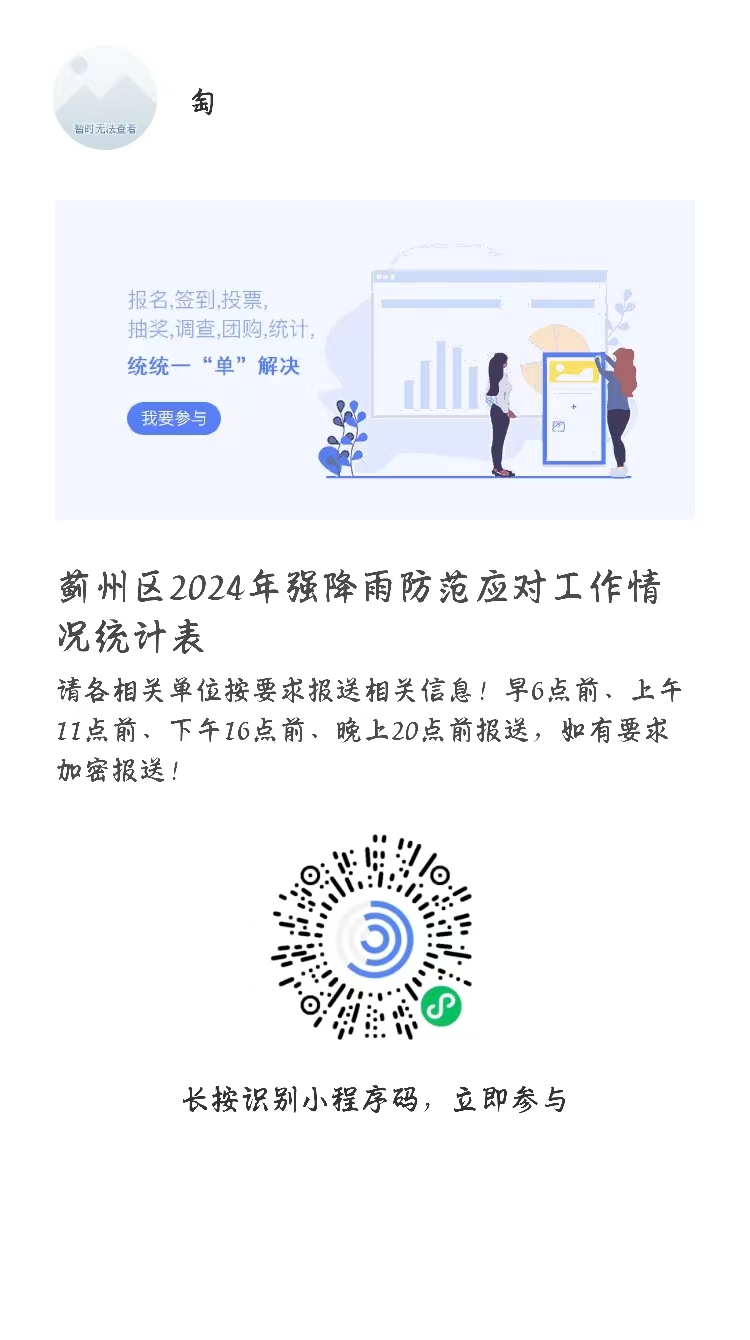 暂时无法查看
匋
报名,签到,投票,
抽奖,调查,团购,统计,
统统一“单”解决
我要参与
蓟州区2024年强降雨防范应对工作情
况统计表
请各相关单位按要求报送相关信息！早6点前、上午
11点前、下午16点前、晚上20点前报送，如有要求
加密报送！
长按识别小程序码，立即参与